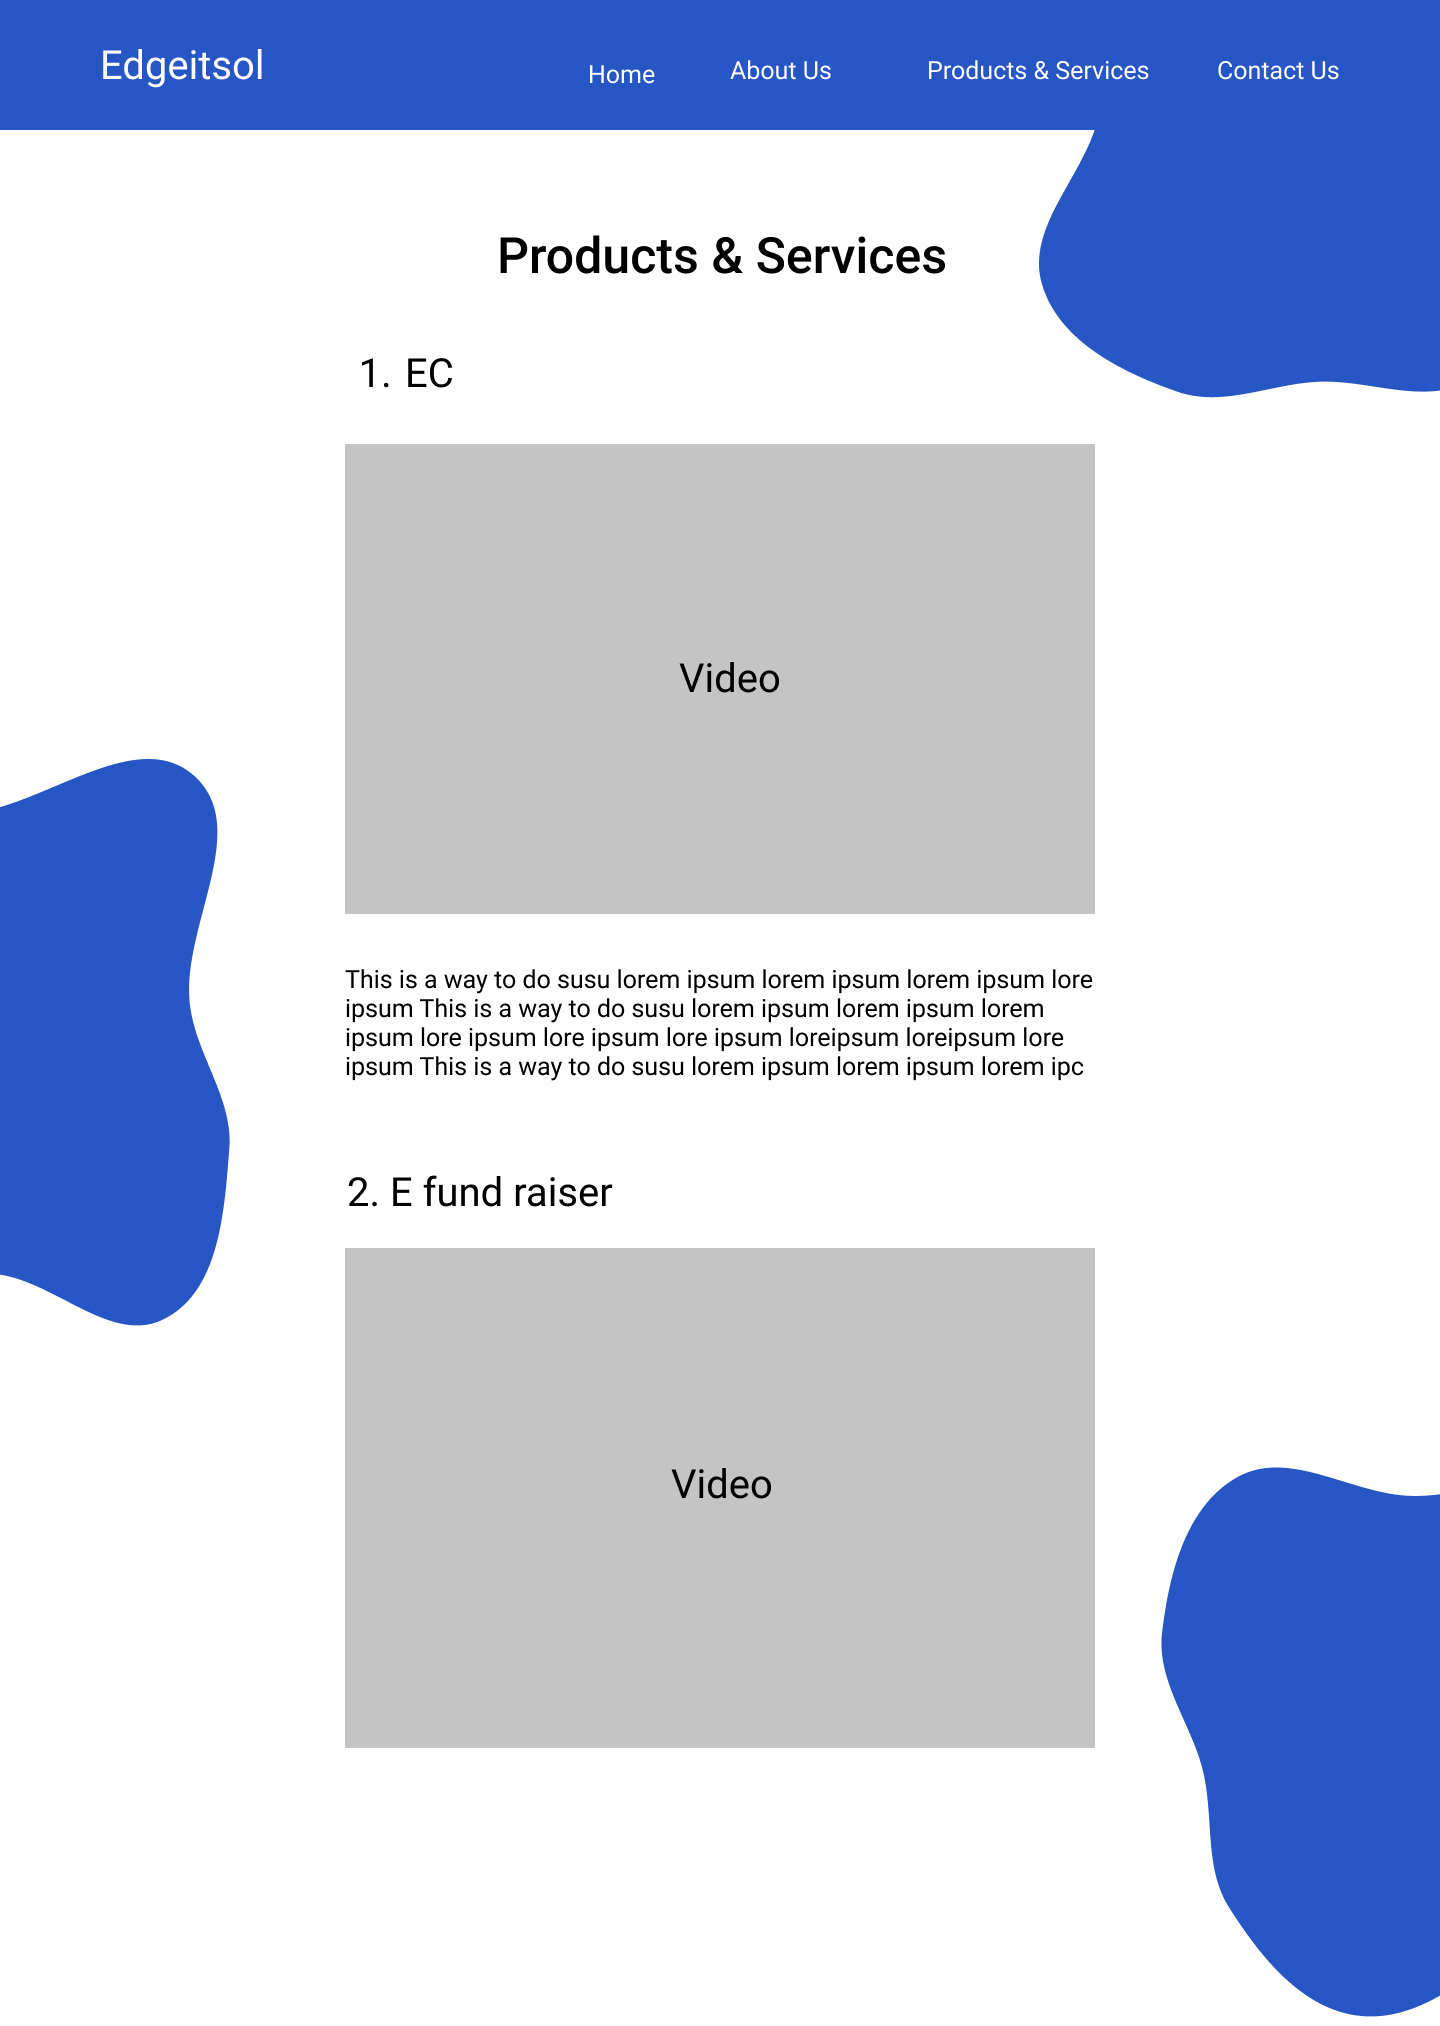 Edgeitsol
Home About Us Products & Services Contact Us
Products & Services
1. EC
Video
This is a way to do susu lorem ipsum lorem ipsum lorem ipsum lore
ipsum This is a way to do susu lorem ipsum lorem ipsum lorem
ipsum lore ipsum lore ipsum lore ipsum loreipsum loreipsum lore
ipsum This is a way to do susu lorem ipsum lorem ipsum lorem ipc
2. E fund raiser
Video